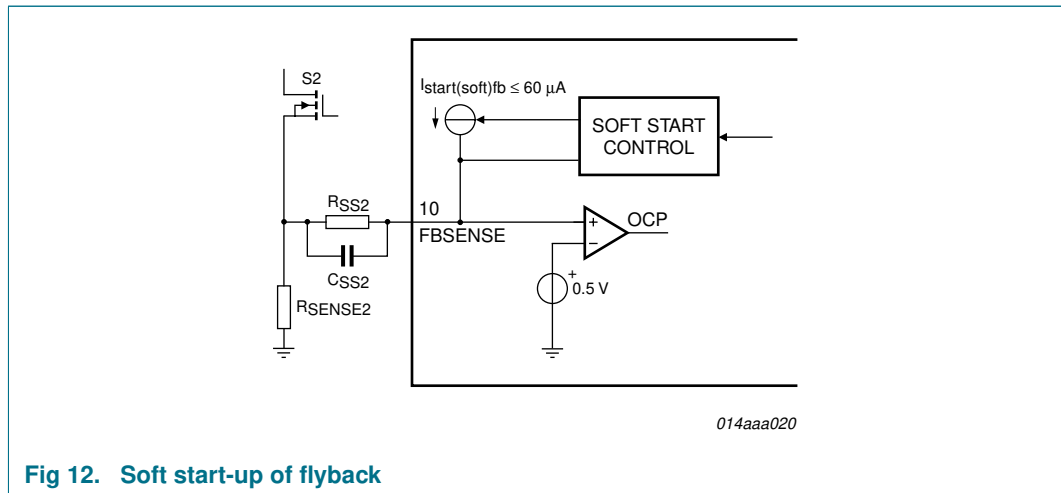 S2
Istart(soft)fb ≤ 60 μA
SOFT START
CONTROL
RSS2
10
FBSENSE
OCP
+
−
CSS2
+
0.5 V
RSENSE2
014aaa020
Fig 12. Soft start-up of flyback